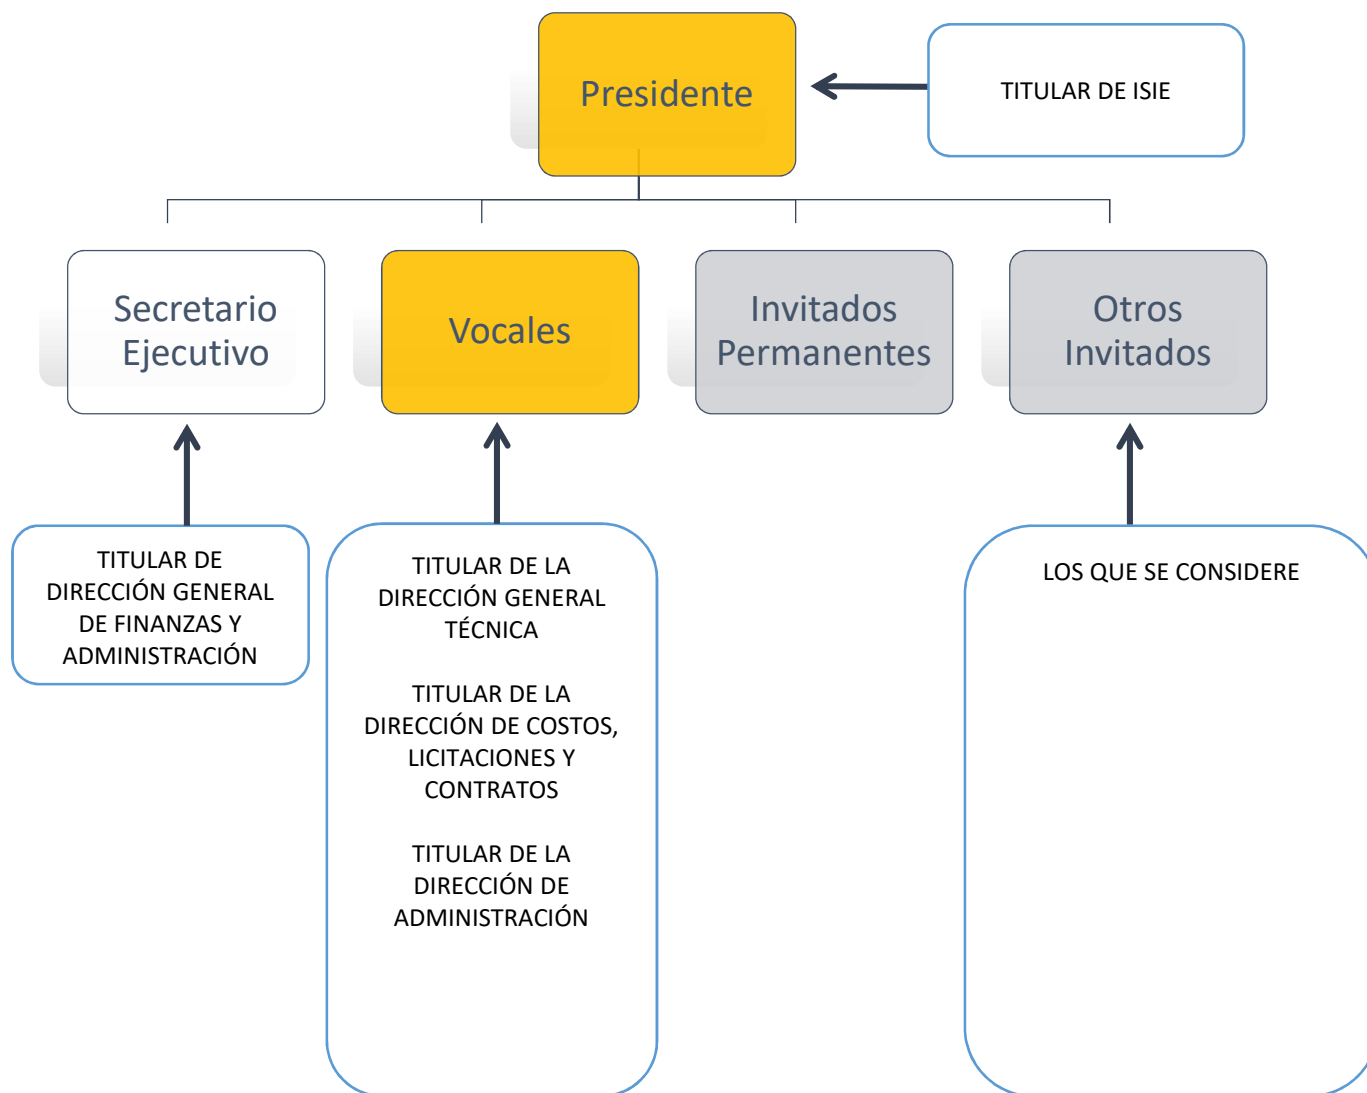 Presidente
TITULAR DE ISIE
Secretario
Ejecutivo
Vocales
Invitados
Permanentes
Otros
Invitados
TITULAR DE
DIRECCIÓN GENERAL
DE FINANZAS Y
ADMINISTRACIÓN
TITULAR DE LA
DIRECCIÓN GENERAL
TÉCNICA
TITULAR DE LA
DIRECCIÓN DE COSTOS,
LICITACIONES Y
CONTRATOS
TITULAR DE LA
DIRECCIÓN DE
ADMINISTRACIÓN
LOS QUE SE CONSIDERE